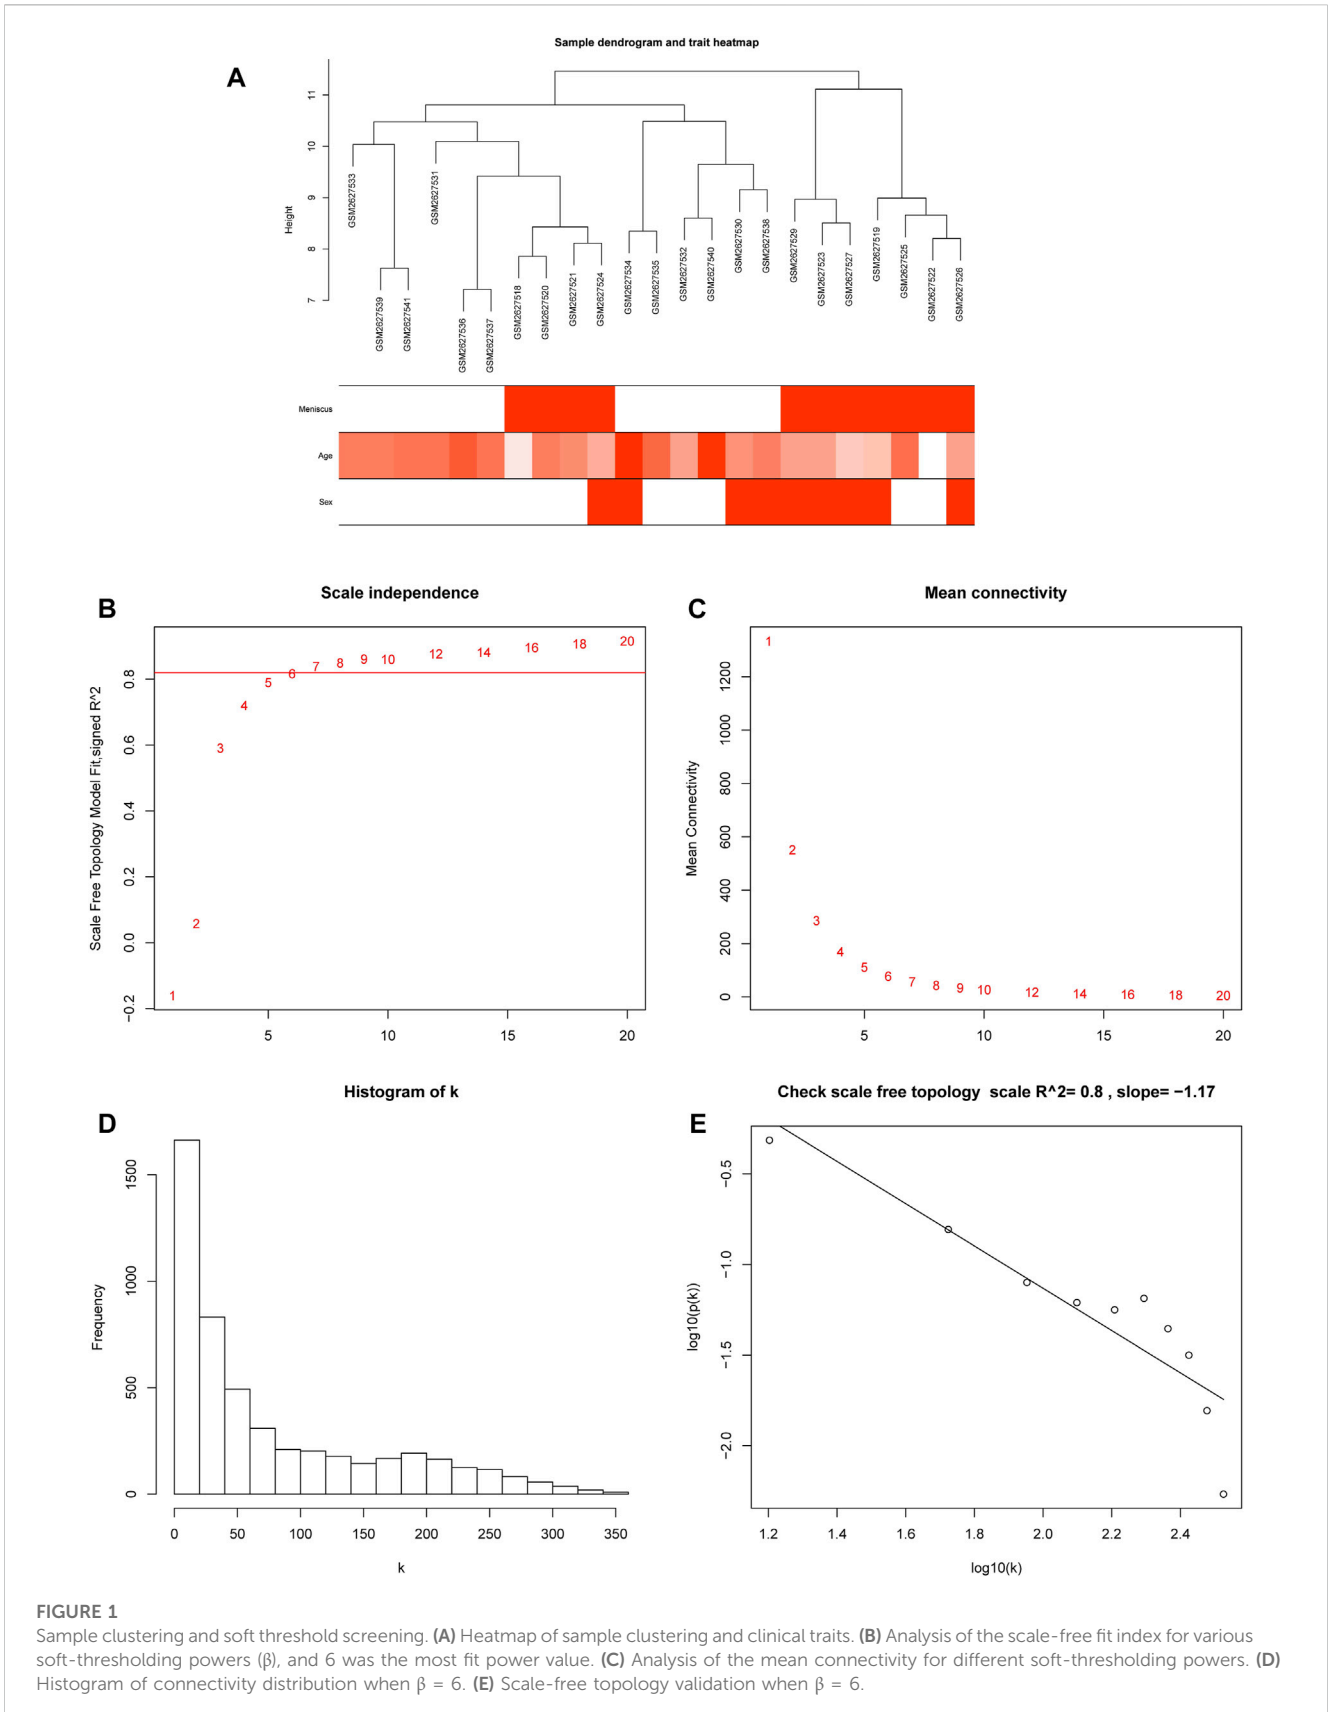 Sample dendrogram and trait heatmap
A
Height
7
8
9
10
11
GSM2627533
GSM2627539
GSM2627541
GSM2627531
GSM2627536
GSM2627537
GSM2627518
GSM2627520
GSM2627521
GSM2627524
GSM2627534
GSM2627535
GSM2627532
GSM2627540
GSM2627530
GSM2627538
GSM2627529
GSM2627523
GSM2627527
GSM2627519
GSM2627525
GSM2627522
GSM2627526
Meniscus
Age
Sex
B
Scale independence
Scale Free Topology Model Fit,signed R^2
−0.2 0.0 0.2 0.4 0.6 0.8
1 2 3 4 5 6 7 8 9 10 12 14 16 18 20
5 10 15 20
C
Mean connectivity
Mean Connectivity
0 200 400 600 800 1000 1200
1 2 3 4 5 6 7 8 9 10 12 14 16 18 20
5 10 15 20
D
Histogram of k
Frequency
0 500 1000 1500
0 50 100 150 200 250 300 350
k
E
Check scale free topology scale R^2= 0.8 , slope= −1.17
log10(p(k))
−2.0 −1.5 −1.0 −0.5
1.2 1.4 1.6 1.8 2.0 2.2 2.4
log10(k)
FIGURE 1
Sample clustering and soft threshold screening. (A) Heatmap of sample clustering and clinical traits. (B) Analysis of the scale-free fit index for various
soft-thresholding powers (β), and 6 was the most fit power value. (C) Analysis of the mean connectivity for different soft-thresholding powers. (D)
Histogram of connectivity distribution when β = 6. (E) Scale-free topology validation when β = 6.